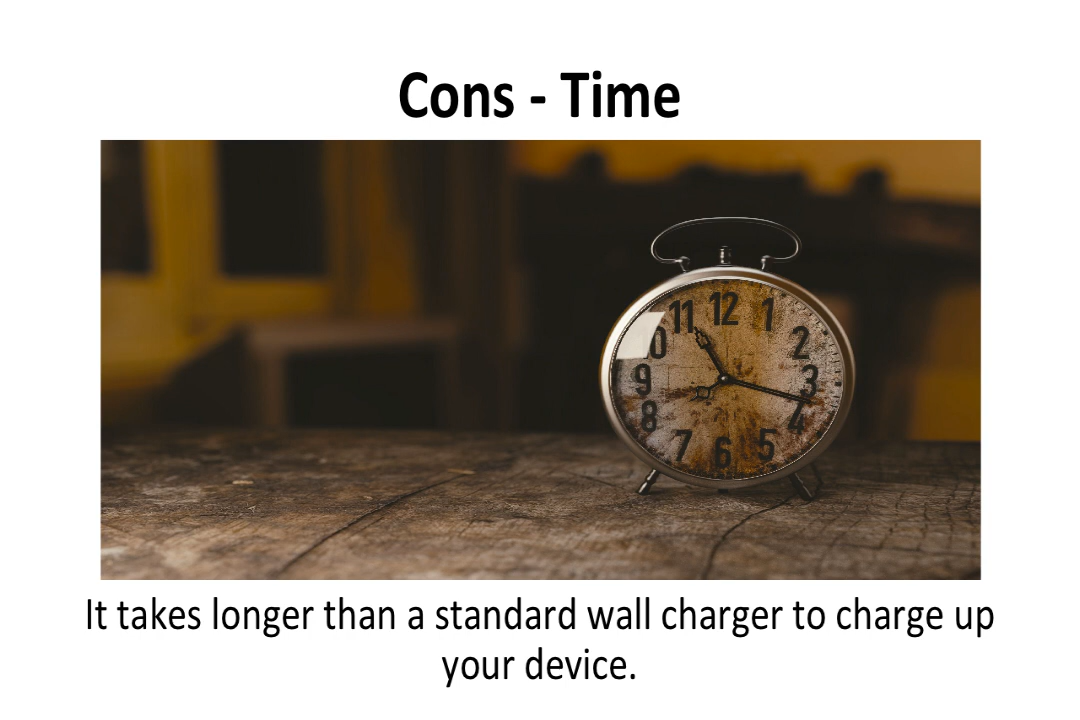 Cons - Time
12
11 1
0 2
9 3
8 4
7 5
6
It takes longer than a standard wall charger to charge up
your device.